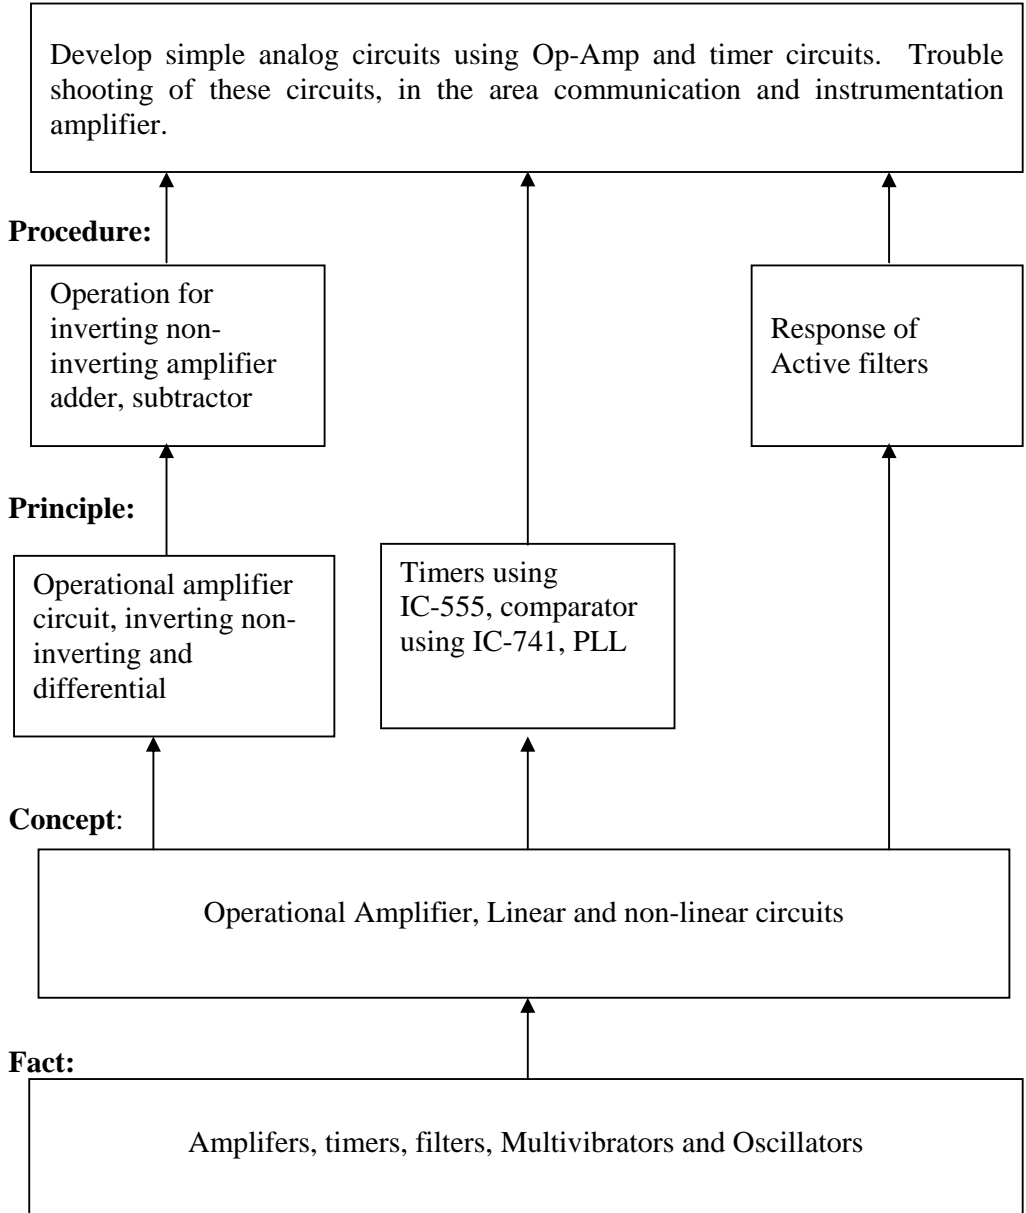 Develop simple analog circuits using Op-Amp and timer circuits. Trouble
shooting of these circuits, in the area communication and instrumentation
amplifier.
Procedure:
Operation for
inverting non-
inverting amplifier
adder, subtractor
Response of
Active filters
Principle:
Operational amplifier
circuit, inverting non-
inverting and
differential
Timers using
IC-555, comparator
using IC-741, PLL
Concept:
Operational Amplifier, Linear and non-linear circuits
Fact:
Amplifers, timers, filters, Multivibrators and Oscillators